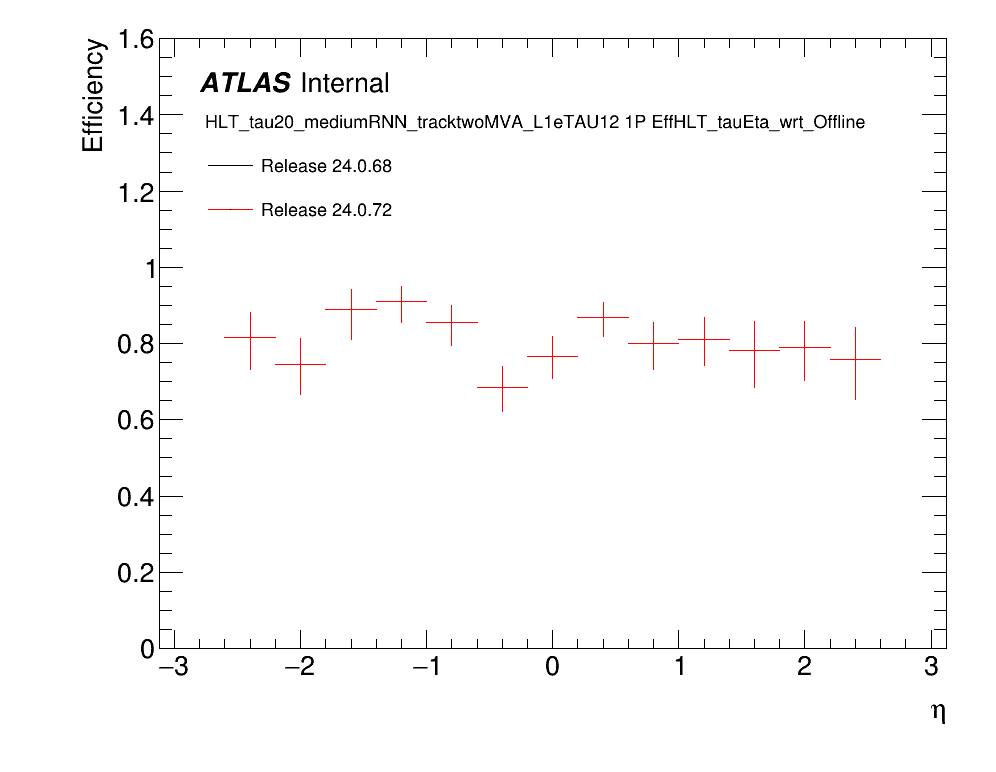 Efficiency
1.6
1.4
1.2
1
0.8
0.6
0.4
0.2
0
ATLAS Internal
HLT_tau20_mediumRNN_tracktwoMVA_L1eTAU12 1P EffHLT_tauEta_wrt_Offline
Release 24.0.68
Release 24.0.72
−3 −2 −1 0 1 2 3
η